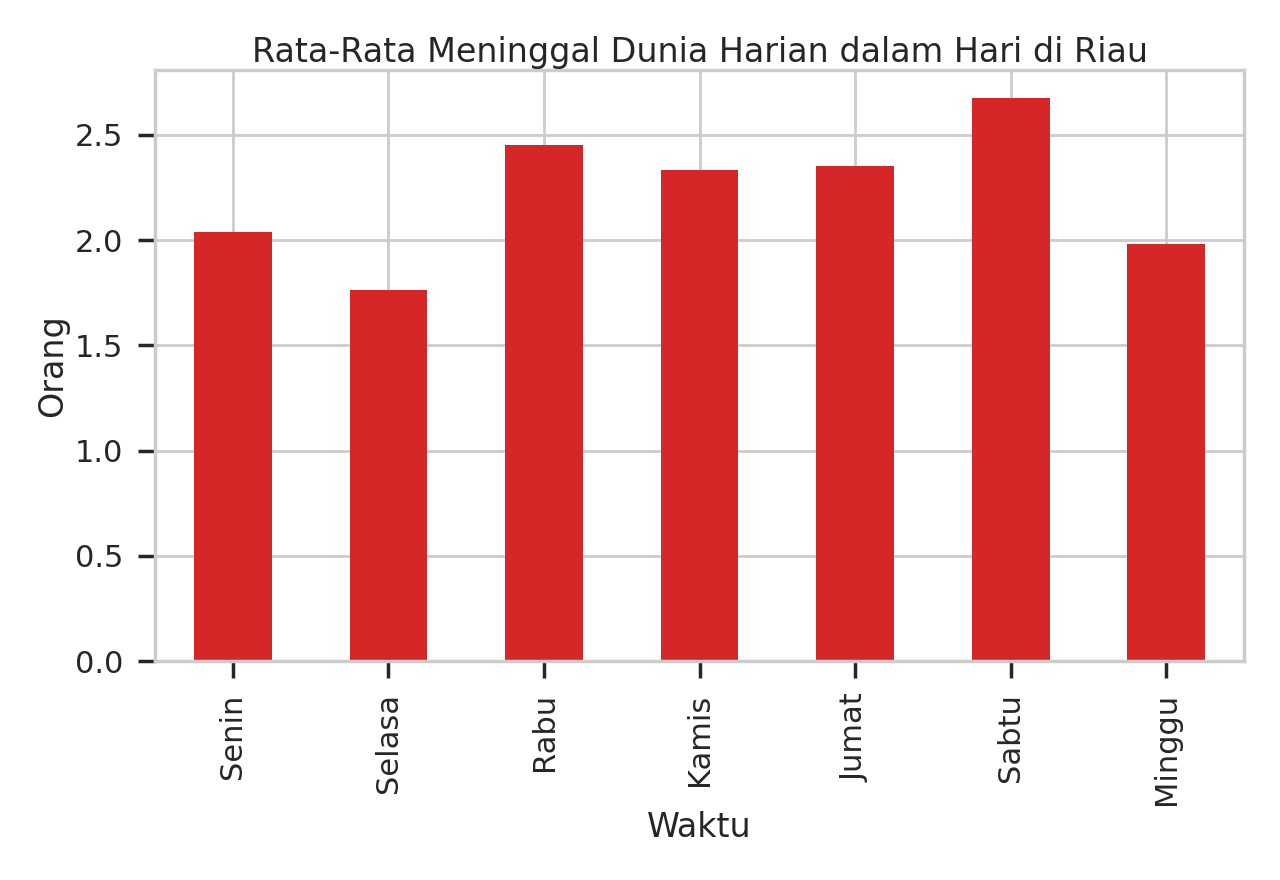 Rata-Rata Meninggal Dunia Harian dalam Hari di Riau
2.5
2.0
1.5
1.0
0.5
0.0
Orang
Senin
Selasa
Rabu
Kamis
Jumat
Sabtu
Minggu
Waktu